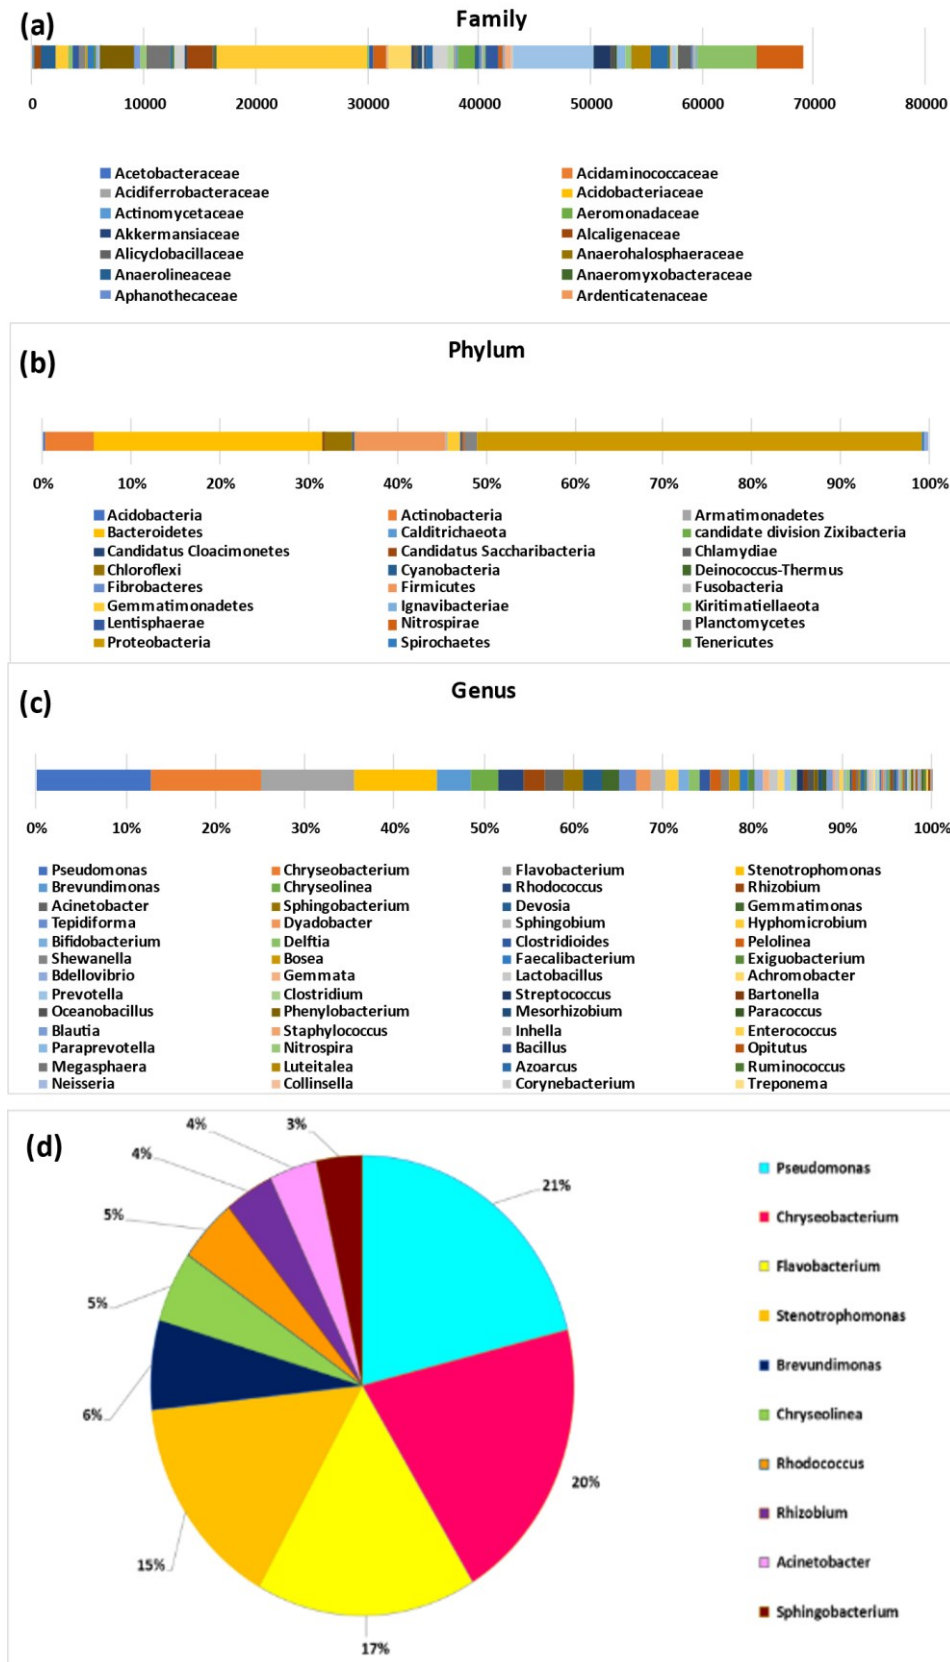 (a)
Family
0 10000 20000 30000 40000 50000 60000 70000 80000
Acetobacteraceae Acidaminococcaceae
Acidiferrobacteraceae Acidobacteriaceae
Actinomycetaceae Aeromonadaceae
Akkermansiaceae Alcaligenaceae
Alicyclobacillaceae Anaerohalosphaeraceae
Anaerolineaceae Anaeromyxobacteraceae
Aphanothecaceae Ardenticatenaceae
(b)
Phylum
0% 10% 20% 30% 40% 50% 60% 70% 80% 90% 100%
Acidobacteria Actinobacteria Armatimonadetes
Bacteroidetes Calditrichaeota candidate division Zixibacteria
Candidatus Cloacimonetes Candidatus Saccharibacteria Chlamydiae
Chloroflexi Cyanobacteria Deinococcus-Thermus
Fibrobacteres Firmicutes Fusobacteria
Gemmatimonadetes Ignavibacteriae Kiritimatiellaeota
Lentisphaerae Nitrospirae Planctomycetes
Proteobacteria Spirochaetes Tenericutes
(c)
Genus
0% 10% 20% 30% 40% 50% 60% 70% 80% 90% 100%
Pseudomonas Chryseobacterium Flavobacterium Stenotrophomonas
Brevundimonas Chryseolinea Rhodococcus Rhizobium
Acinetobacter Sphingobacterium Devosia Gemmatimonas
Tepidiforma Dyadobacter Sphingobium Hyphomicrobium
Bifidobacterium Delftia Clostridioides Pelolinea
Shewanella Bosea Faecalibacterium Exiguobacterium
Bdellovibrio Gemmata Lactobacillus Achromobacter
Prevotella Clostridium Streptococcus Bartonella
Oceanobacillus Phenylobacterium Mesorhizobium Paracoccus
Blautia Staphylococcus Inhella Enterococcus
Paraprevotella Nitrospira Bacillus Opitutus
Megasphaera Luteitalea Azoarcus Ruminococcus
Neisseria Collinsella Corynebacterium Treponema
(d)
3%
4%
4%
5%
5%
6%
15%
17%
20%
21%
Pseudomonas
Chryseobacterium
Flavobacterium
Stenotrophomonas
Brevundimonas
Chryseolinea
Rhodococcus
Rhizobium
Acinetobacter
Sphingobacterium